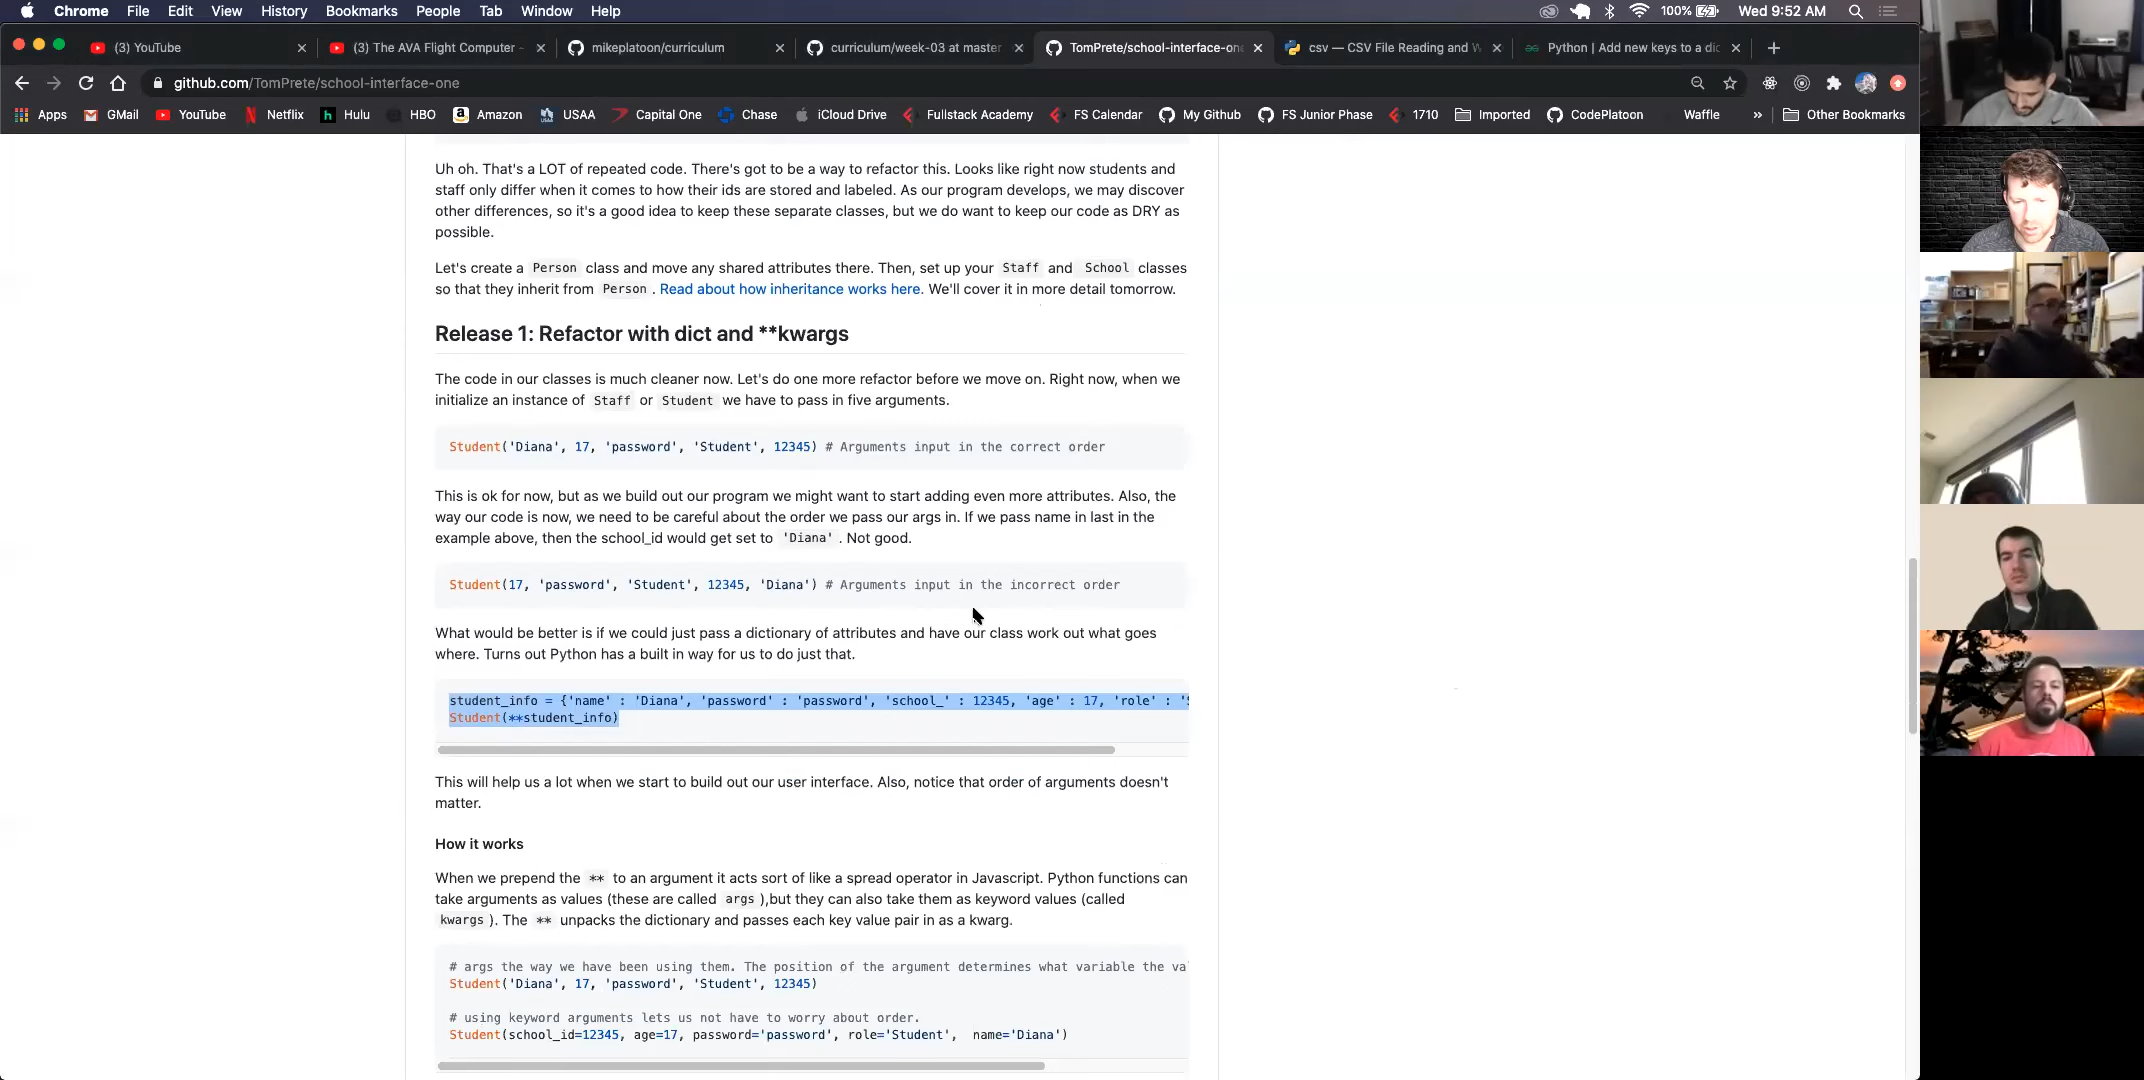 Chrome File Edit View History Bookmarks People Tab Window Help 100% Wed 9:52 AM
(3) YouTube (3) The AVA Flight Computer - mikeplatoon/curriculum curriculum/week-03 at master TomPrete/school-interface-one csv — CSV File Reading and W Python | Add new keys to a dic
github.com/TomPrete/school-interface-one
Apps GMail YouTube Netflix Hulu HBO Amazon USAA Capital One Chase iCloud Drive Fullstack Academy FS Calendar My Github FS Junior Phase 1710 Imported CodePlatoon Waffle » Other Bookmarks
Uh oh. That's a LOT of repeated code. There's got to be a way to refactor this. Looks like right now students and
staff only differ when it comes to how their ids are stored and labeled. As our program develops, we may discover
other differences, so it's a good idea to keep these separate classes, but we do want to keep our code as DRY as
possible.
Let's create a Person class and move any shared attributes there. Then, set up your Staff and School classes
so that they inherit from Person . Read about how inheritance works here. We'll cover it in more detail tomorrow.
Release 1: Refactor with dict and **kwargs
The code in our classes is much cleaner now. Let's do one more refactor before we move on. Right now, when we
initialize an instance of Staff or Student we have to pass in five arguments.
Student('Diana', 17, 'password', 'Student', 12345) # Arguments input in the correct order
This is ok for now, but as we build out our program we might want to start adding even more attributes. Also, the
way our code is now, we need to be careful about the order we pass our args in. If we pass name in last in the
example above, then the school_id would get set to 'Diana' . Not good.
Student(17, 'password', 'Student', 12345, 'Diana') # Arguments input in the incorrect order
What would be better is if we could just pass a dictionary of attributes and have our class work out what goes
where. Turns out Python has a built in way for us to do just that.
student_info = {'name' : 'Diana', 'password' : 'password', 'school_' : 12345, 'age' : 17, 'role' : 'S
Student(**student_info)
This will help us a lot when we start to build out our user interface. Also, notice that order of arguments doesn't
matter.
How it works
When we prepend the ** to an argument it acts sort of like a spread operator in Javascript. Python functions can
take arguments as values (these are called args ),but they can also take them as keyword values (called
kwargs ). The ** unpacks the dictionary and passes each key value pair in as a kwarg.
# args the way we have been using them. The position of the argument determines what variable the va
Student('Diana', 17, 'password', 'Student', 12345)
# using keyword arguments lets us not have to worry about order.
Student(school_id=12345, age=17, password='password', role='Student', name='Diana')